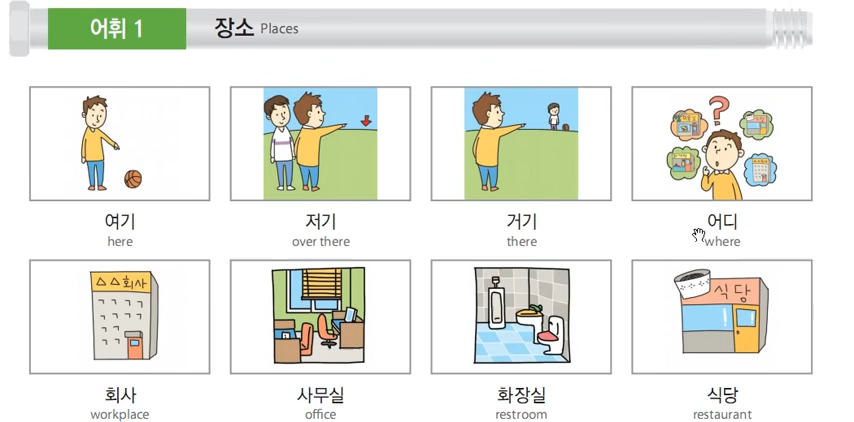 어휘 1
장소 Places
여기
here
저기
over there
거기
there
어디
where
△△회사
회사
workplace
사무실
office
화장실
restroom
식당
식당
restaurant